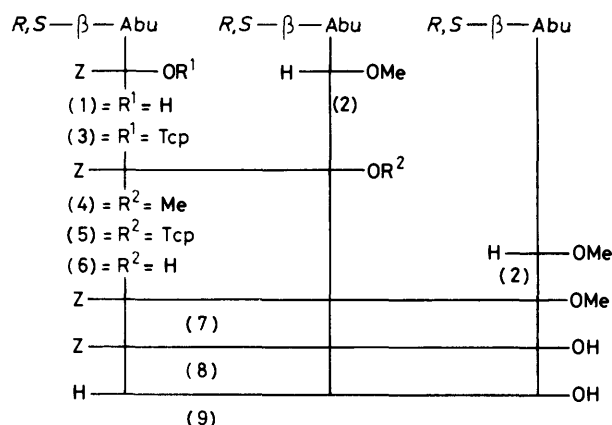 R,S—β—Abu R,S—β—Abu R,S—β—Abu
Z OR¹ H OMe
(1) = R¹ = H (2)
(3) = R¹ = Tcp
Z OR²
(4) = R² = Me
(5) = R² = Tcp
(6) = R² = H
H OMe
(2)
Z OMe
(7)
Z OH
(8)
H OH
(9)